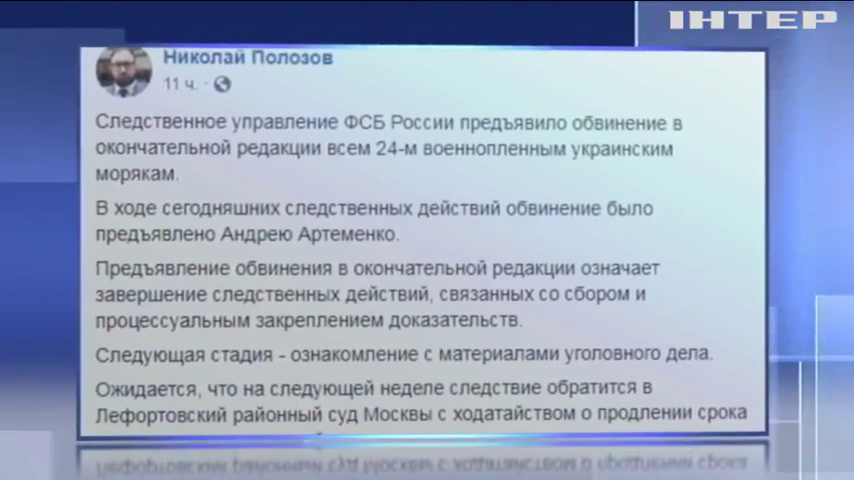 ІНТЕР
Николай Полозов
11 ч. ·
Следственное управление ФСБ России предъявило обвинение в
окончательной редакции всем 24-м военнопленным украинским
морякам.
В ходе сегодняшних следственных действий обвинение было
предъявлено Андрею Артеменко.
Предъявление обвинения в окончательной редакции означает
завершение следственных действий, связанных со сбором и
процессуальным закреплением доказательств.
Следующая стадия - ознакомление с материалами уголовного дела.
Ожидается, что на следующей неделе следствие обратится в
Лефортовский районный суд Москвы с ходатайством о продлении срока